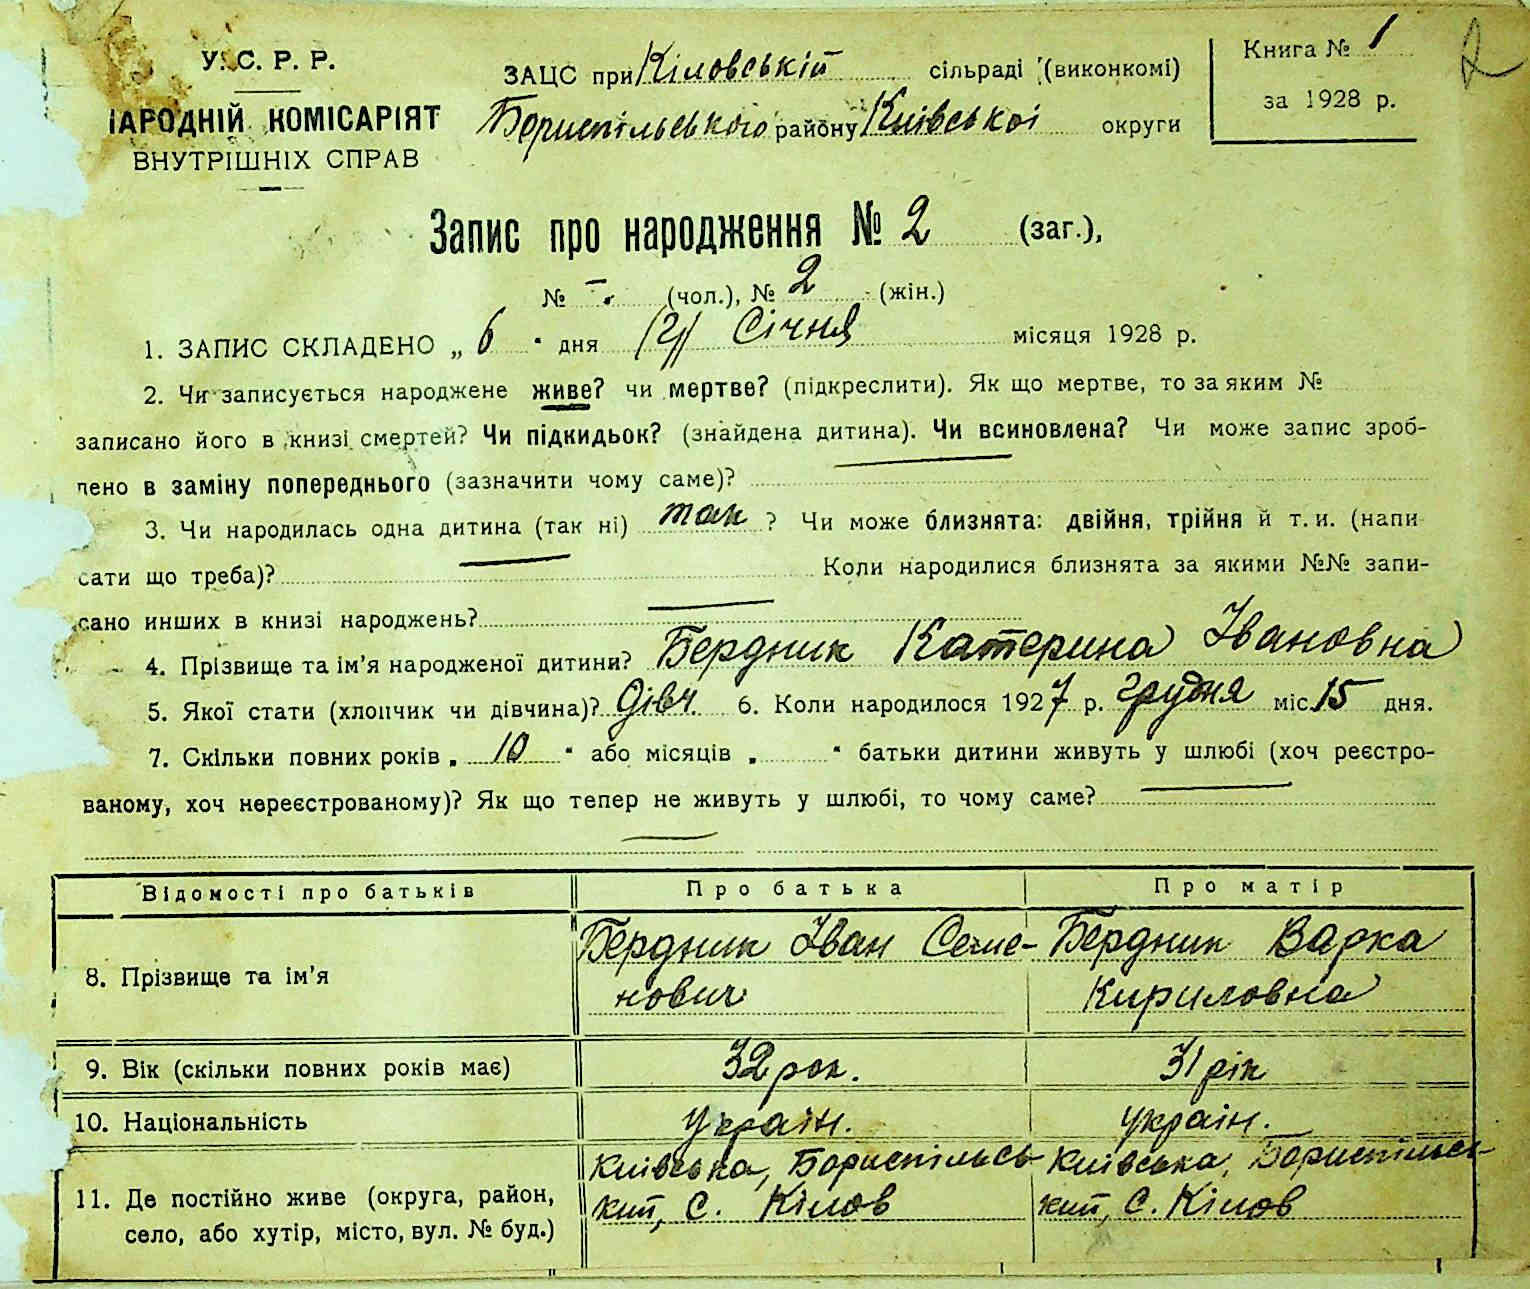 У. С. Р. Р.
ІАРОДНІЙ КОМІСАРІЯТ
ВНУТРІШНІХ СПРАВ
ЗАЦС при Кіловській сільраді (виконкомі)
Бориспільського району Київської округи
Книга № 1
за 1928 р.
2
Запис про народження № 2 (заг.),
№ –. (чол.), № 2 (жін.)
1. ЗАПИС СКЛАДЕНО „ 6 " дня Січня місяця 1928 р.
2. Чи записується народжене живе? чи мертве? (підкреслити). Як що мертве, то за яким №
записано його в книзі смертей? Чи підкидьок? (знайдена дитина). Чи всиновлена? Чи може запис зроб-
лено в заміну попереднього (зазначити чому саме)? —
3. Чи народилась одна дитина (так ні) так ? Чи може близнята: двійня, трійня й т. и. (напи
сати що треба)? — Коли народилися близнята за якими №№ запи-
сано инших в книзі народжень? —
4. Прізвище та ім'я народженої дитини? Бердник Катерина Івановна
5. Якої стати (хлопчик чи дівчина)? Дівч. 6. Коли народилося 1927 р. грудня міс. 15 дня.
7. Скільки повних років „ 10 " або місяців „ " батьки дитини живуть у шлюбі (хоч реєстро-
ваному, хоч нереєстрованому)? Як що тепер не живуть у шлюбі, то чому саме? —
—
Відомості про батьків Про батька Про матір
8. Прізвище та ім'я Бердник Іван Семе- Бердник Варка
нович Кириловна
9. Вік (скільки повних років має) 32 рок. 31 рік
10. Національність україн. україн.
11. Де постійно живе (округа, район, Київська, Бориспільсь- Київська, Бориспільсь-
село, або хутір, місто, вул. № буд.) кий, С. Кілов кий, С. Кілов